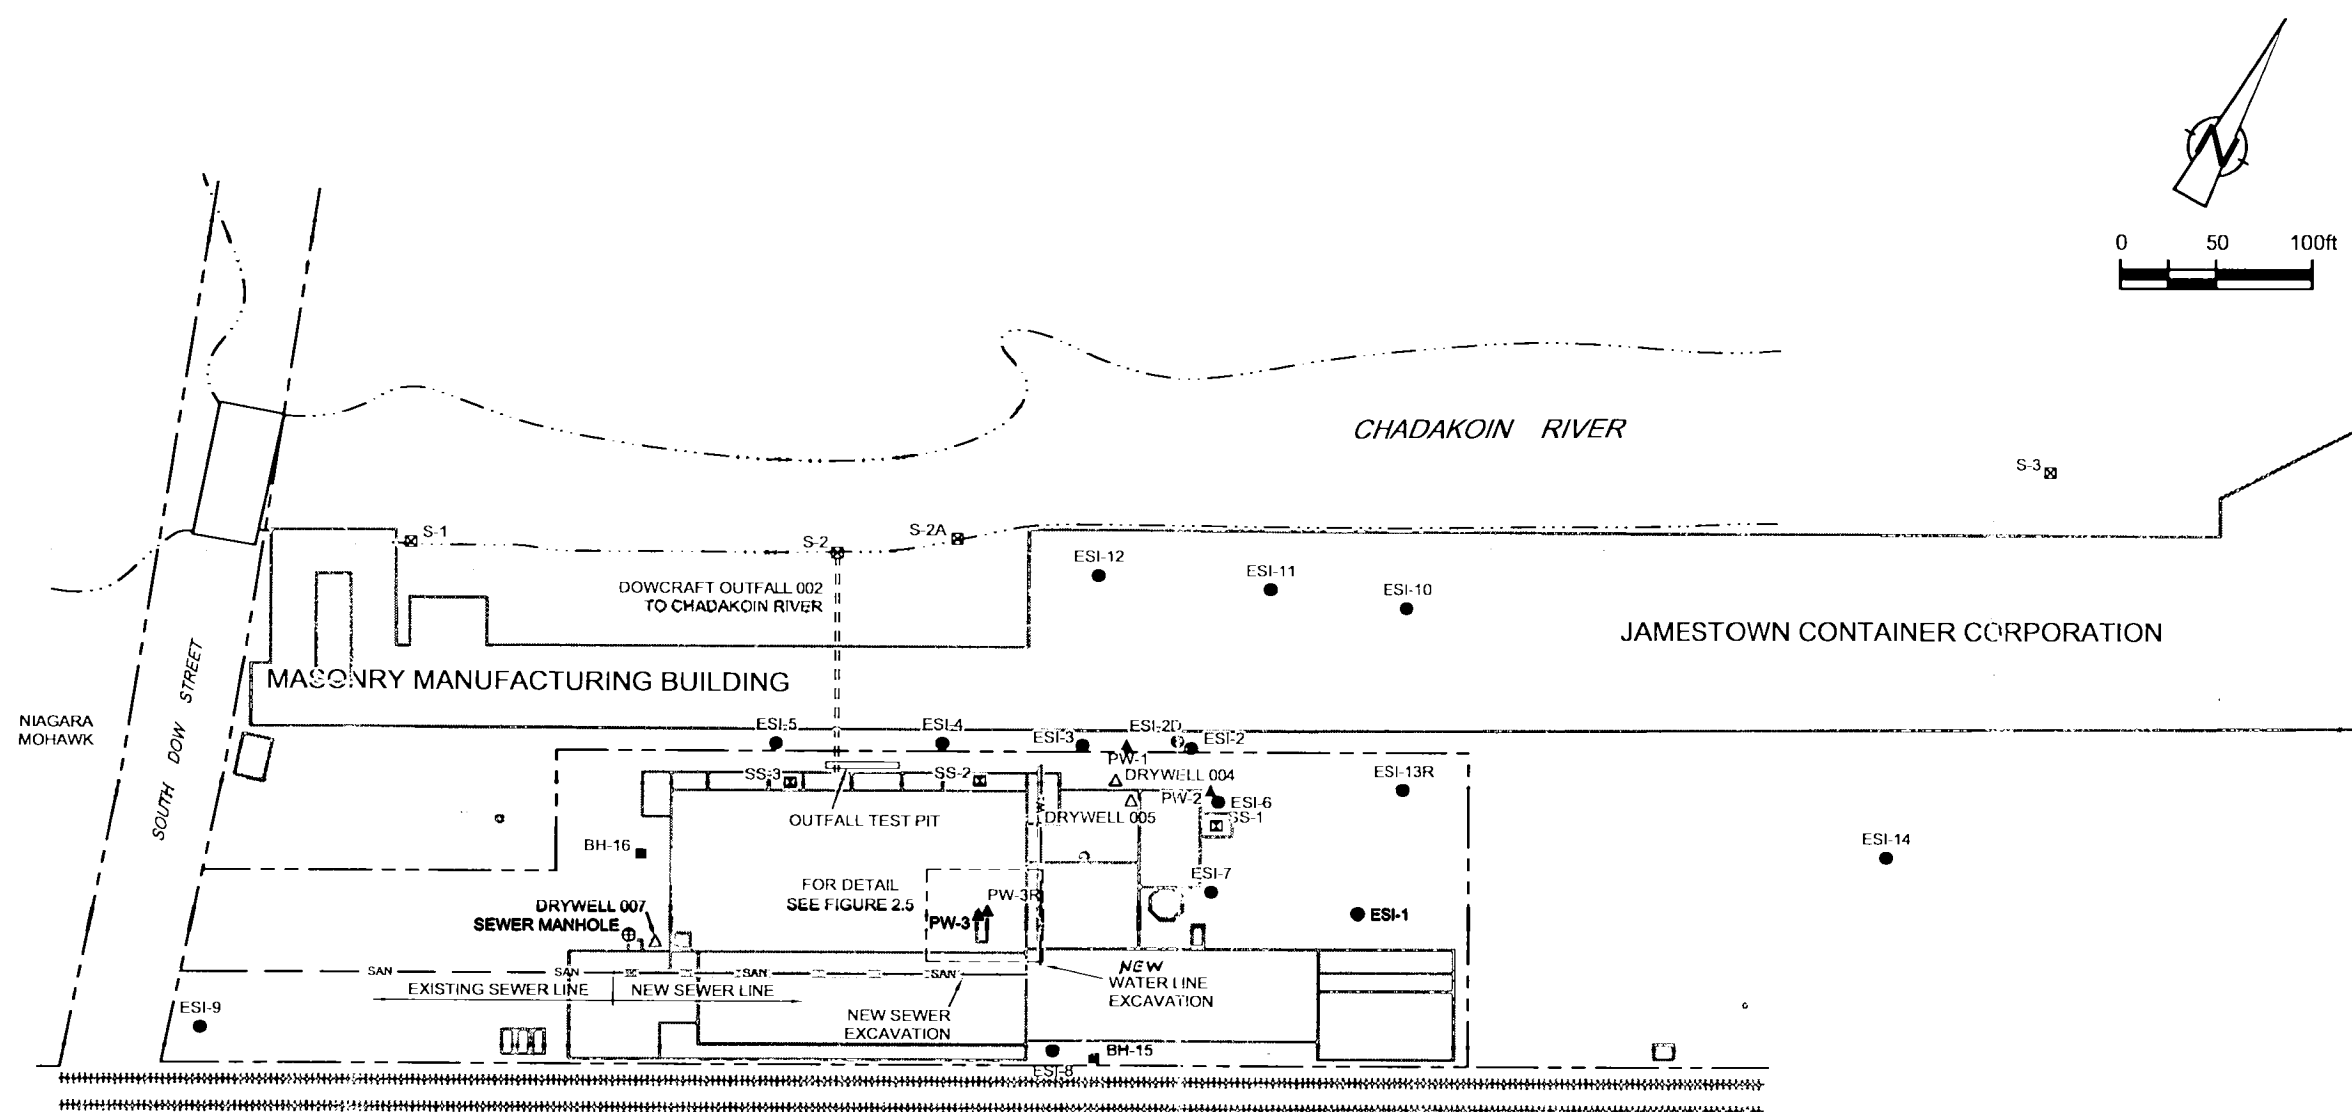 N
0 50 100ft
CHADAKOIN RIVER
S-3
S-1
S-2
S-2A
ESI-12
ESI-11
ESI-10
DOWCRAFT OUTFALL 002
TO CHADAKOIN RIVER
JAMESTOWN CONTAINER CORPORATION
MASONRY MANUFACTURING BUILDING
SOUTH DOW STREET
NIAGARA
MOHAWK
ESI-5
ESI-4
ESI-3
ESI-2D
ESI-2
PW-1
SS-3
SS-2
DRYWELL 004
ESI-13R
PW-2
ESI-6
OUTFALL TEST PIT
DRYWELL 005
SS-1
BH-16
ESI-14
ESI-7
FOR DETAIL
SEE FIGURE 2.5
PW-3R
PW-3
DRYWELL 007
SEWER MANHOLE
ESI-1
SAN
SAN
SAN
SAN
EXISTING SEWER LINE
NEW SEWER LINE
NEW
WATER LINE
EXCAVATION
ESI-9
NEW SEWER
EXCAVATION
BH-15
ESI-8